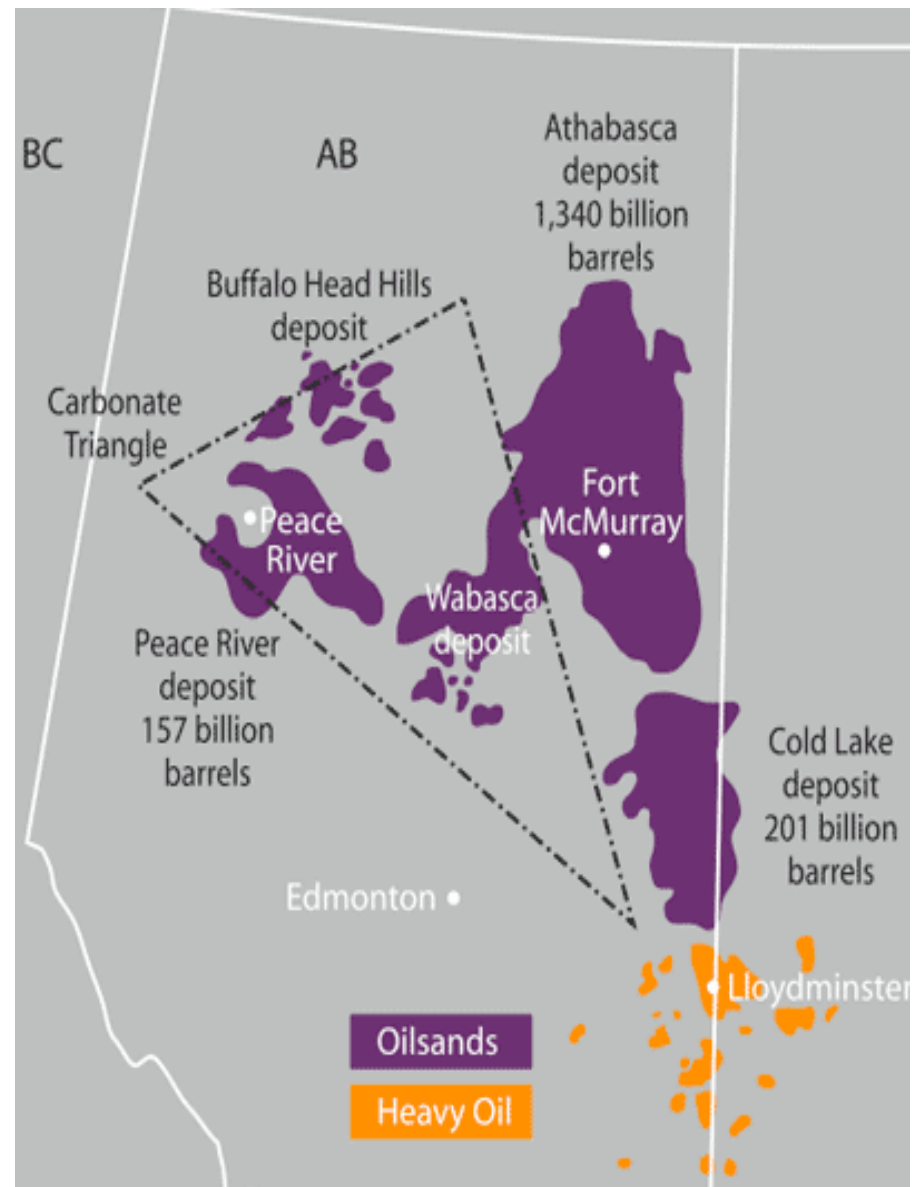 BC
AB
Athabasca
deposit
1,340 billion
barrels
Buffalo Head Hills
deposit
Carbonate
Triangle
Fort
McMurray
Peace
River
Wabasca
deposit
Peace River
deposit
157 billion
barrels
Cold Lake
deposit
201 billion
barrels
Edmonton
Lloydminster
Oilsands
Heavy Oil